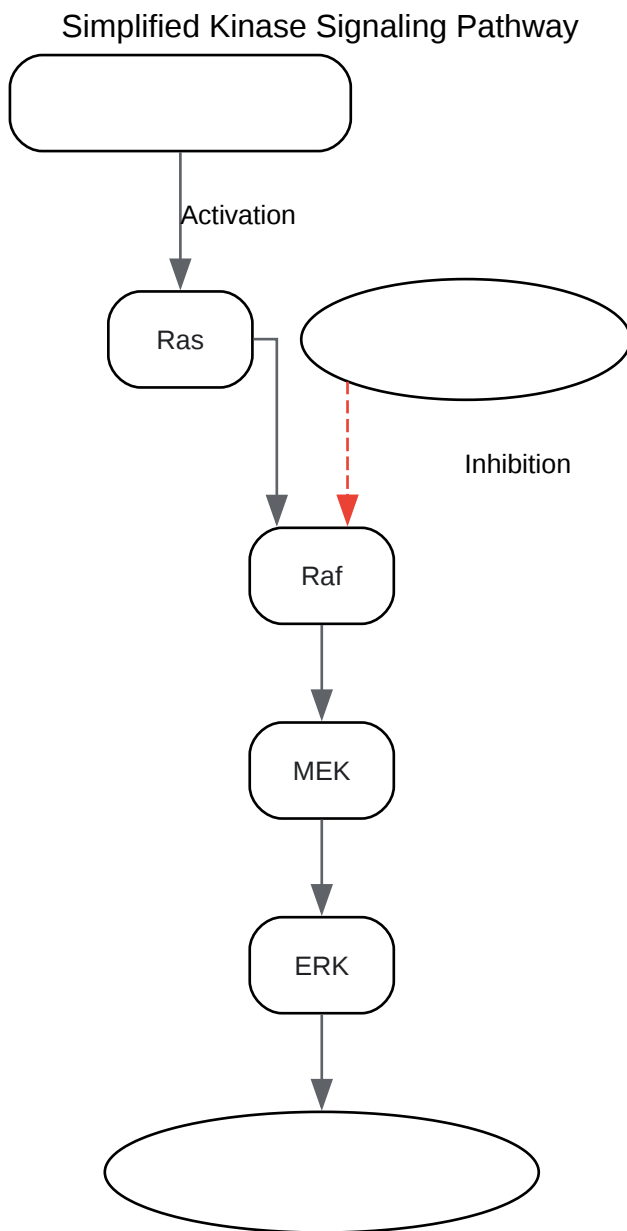 Simplified Kinase Signaling Pathway
Activation
Ras
Inhibition
Raf
MEK
ERK